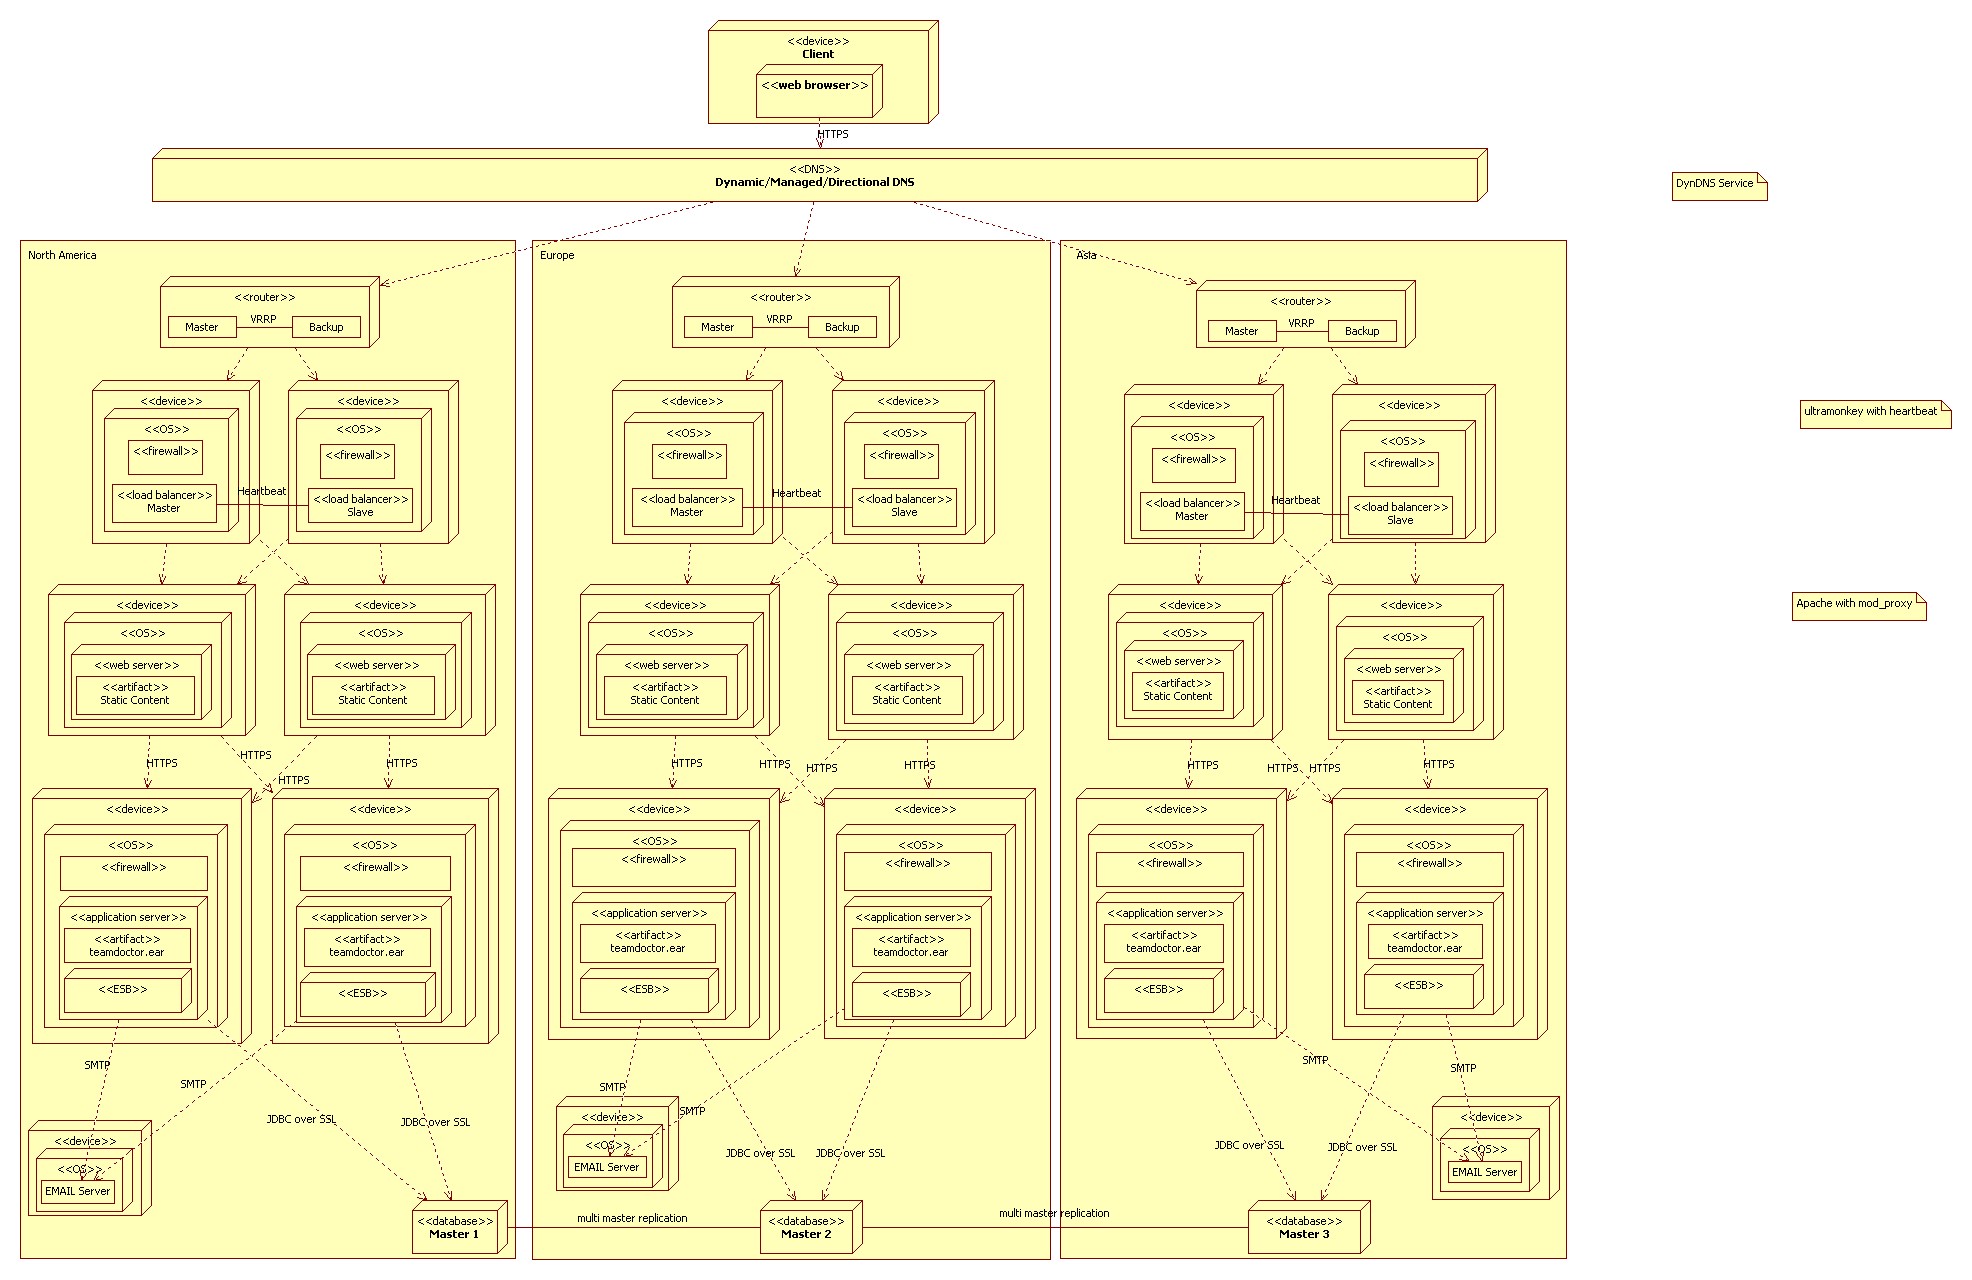 <<device>>
Client
<<web browser>>
HTTPS
<<DNS>>
Dynamic/Managed/Directional DNS
DynDNS Service
North America
<<router>>
Master
VRRP
Backup
<<device>>
<<OS>>
<<firewall>>
<<load balancer>>
Master
Heartbeat
<<device>>
<<OS>>
<<firewall>>
<<load balancer>>
Slave
<<device>>
<<OS>>
<<web server>>
<<artifact>>
Static Content
<<device>>
<<OS>>
<<web server>>
<<artifact>>
Static Content
HTTPS
HTTPS
HTTPS
HTTPS
<<device>>
<<OS>>
<<firewall>>
<<application server>>
<<artifact>>
teamdoctor.ear
<<ESB>>
<<device>>
<<OS>>
<<firewall>>
<<application server>>
<<artifact>>
teamdoctor.ear
<<ESB>>
SMTP
SMTP
JDBC over SSL
JDBC over SSL
<<device>>
<<OS>>
EMAIL Server
<<database>>
Master 1
multi master replication
Europe
<<router>>
Master
VRRP
Backup
<<device>>
<<OS>>
<<firewall>>
<<load balancer>>
Master
Heartbeat
<<device>>
<<OS>>
<<firewall>>
<<load balancer>>
Slave
<<device>>
<<OS>>
<<web server>>
<<artifact>>
Static Content
<<device>>
<<OS>>
<<web server>>
<<artifact>>
Static Content
HTTPS
HTTPS
HTTPS
HTTPS
<<device>>
<<OS>>
<<firewall>>
<<application server>>
<<artifact>>
teamdoctor.ear
<<ESB>>
<<device>>
<<OS>>
<<firewall>>
<<application server>>
<<artifact>>
teamdoctor.ear
<<ESB>>
SMTP
SMTP
JDBC over SSL
JDBC over SSL
<<device>>
<<OS>>
EMAIL Server
<<database>>
Master 2
multi master replication
Asia
<<router>>
Master
VRRP
Backup
<<device>>
<<OS>>
<<firewall>>
<<load balancer>>
Master
Heartbeat
<<device>>
<<OS>>
<<firewall>>
<<load balancer>>
Slave
<<device>>
<<OS>>
<<web server>>
<<artifact>>
Static Content
<<device>>
<<OS>>
<<web server>>
<<artifact>>
Static Content
HTTPS
HTTPS
HTTPS
HTTPS
<<device>>
<<OS>>
<<firewall>>
<<application server>>
<<artifact>>
teamdoctor.ear
<<ESB>>
<<device>>
<<OS>>
<<firewall>>
<<application server>>
<<artifact>>
teamdoctor.ear
<<ESB>>
SMTP
SMTP
JDBC over SSL
JDBC over SSL
<<device>>
<<OS>>
EMAIL Server
<<database>>
Master 3
ultramonkey with heartbeat
Apache with mod_proxy